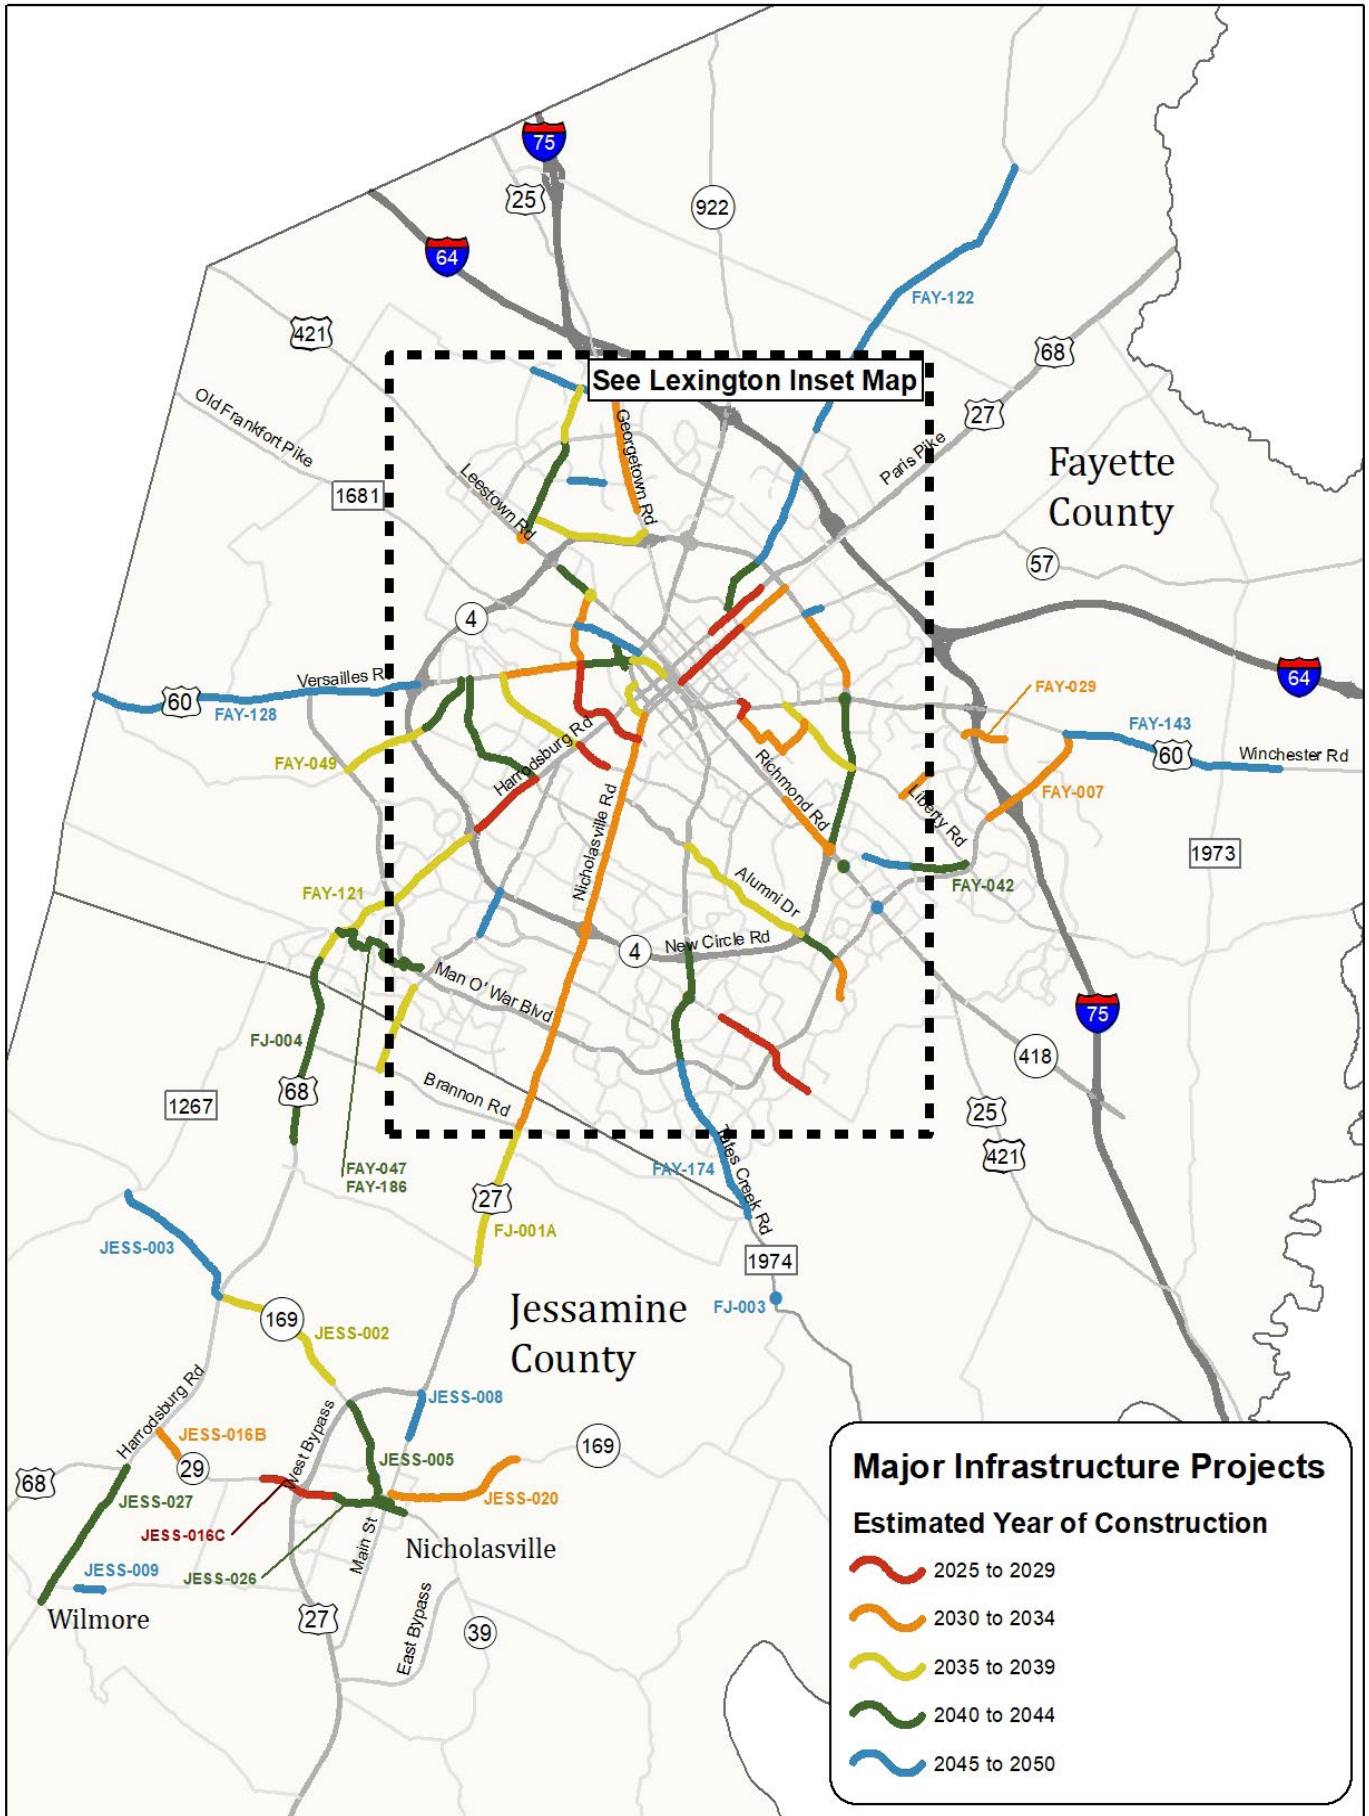 75
25
922
64
FAY-122
421
68
See Lexington Inset Map
27
Old Frankfort Pike
Georgetown Rd
Paris Pike
Fayette
County
Leestown Rd
1681
57
4
Versailles R
60
FAY-128
64
FAY-029
FAY-143
60
Winchester Rd
FAY-049
Harrodsburg Rd
Richmond Rd
FAY-007
Nicholasville Rd
Liberty Rd
1973
FAY-121
Alumni Dr
FAY-042
4
New Circle Rd
Man O' War Blvd
75
FJ-004
418
68
Brannon Rd
1267
25
421
FAY-047
FAY-186
FAY-174
Tates Creek Rd
27
FJ-001A
JESS-003
1974
Jessamine
County
FJ-003
169
JESS-002
Harrodsburg Rd
JESS-008
West Bypass
JESS-016B
169
29
JESS-005
68
JESS-027
JESS-020
JESS-016C
Main St
Nicholasville
JESS-009
JESS-026
Wilmore
27
East Bypass
39
Major Infrastructure Projects
Estimated Year of Construction
2025 to 2029
2030 to 2034
2035 to 2039
2040 to 2044
2045 to 2050